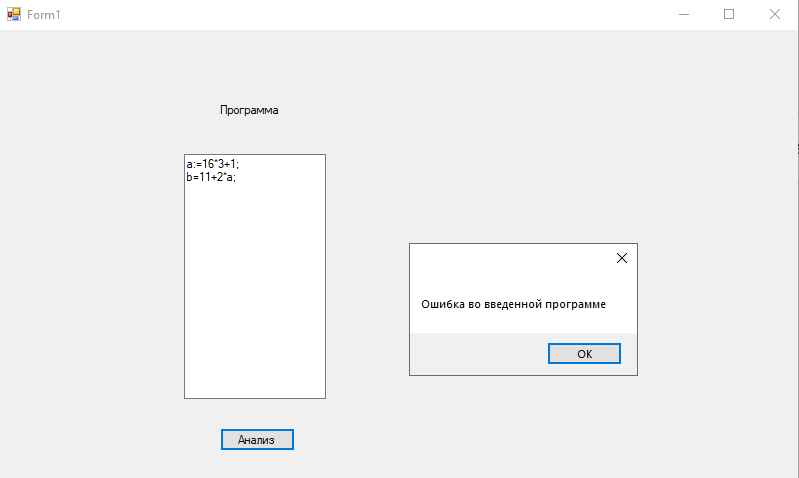 Form1
Программа
a:=16*3+1;
b=11+2*a;
Ошибка во введенной программе
OK
Анализ